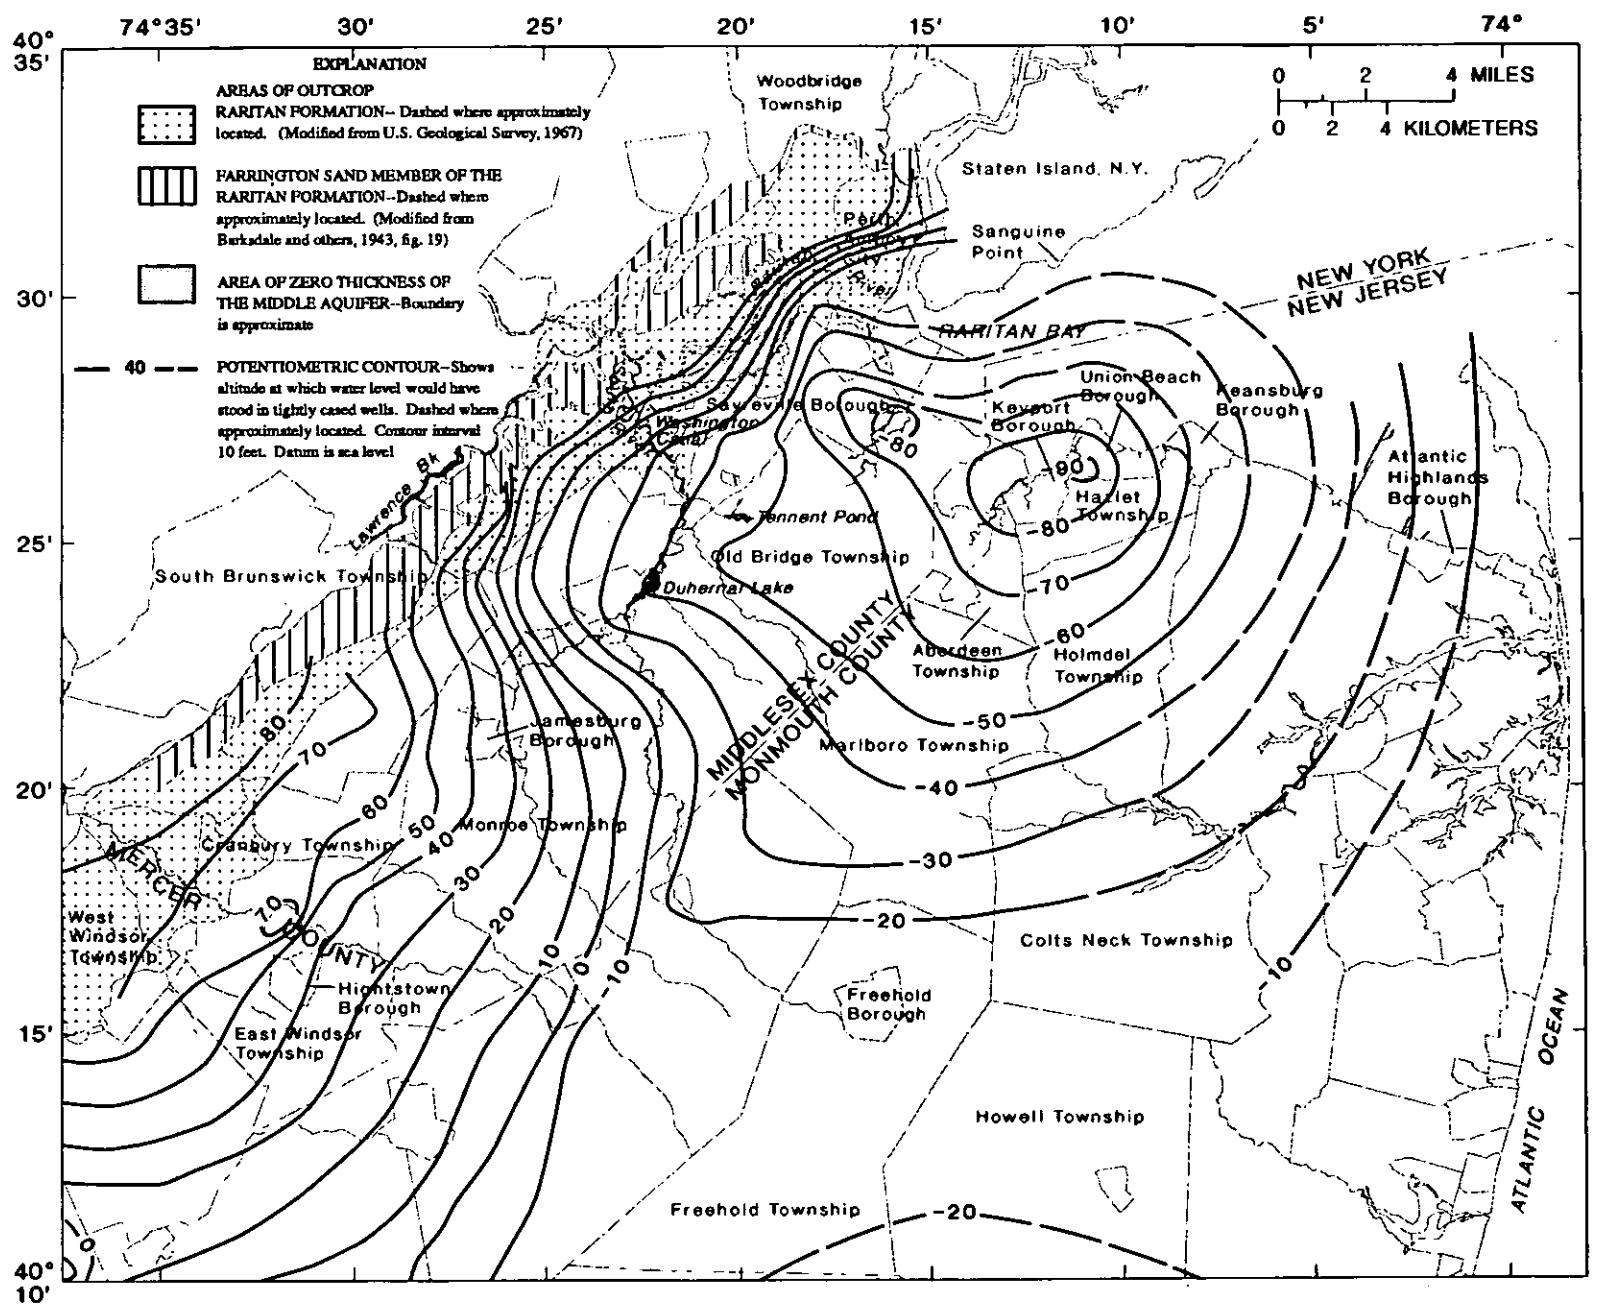 74°35' 30' 25' 20' 15' 10' 5' 74°
40°
35'
EXPLANATION
AREAS OF OUTCROP
RARITAN FORMATION-- Dashed where approximately
located. (Modified from U.S. Geological Survey, 1967)
FARRINGTON SAND MEMBER OF THE
RARITAN FORMATION--Dashed where
approximately located. (Modified from
Barksdale and others, 1943, fig. 19)
AREA OF ZERO THICKNESS OF
THE MIDDLE AQUIFER--Boundary
is approximate
40
POTENTIOMETRIC CONTOUR--Shows
altitude at which water level would have
stood in tightly cased wells. Dashed where
approximately located. Contour interval
10 feet. Datum is sea level
0 2 4 MILES
0 2 4 KILOMETERS
Woodbridge
Township
Staten Island, N.Y.
Perth
Amboy
City
Sanguine
Point
River
NEW YORK
NEW JERSEY
30'
RARITAN BAY
Union Beach
Borough
Keansburg
Borough
Keyport
Borough
Sayreville Borough
Washington
Canal
-80
-90
Hazlet
Township
-80
Atlantic
Highlands
Borough
Lawrence Bk
Tennent Pond
25'
Old Bridge Township
South Brunswick Township
Duhernal Lake
-70
-60
Aberdeen
Township
Holmdel
Township
MIDDLESEX COUNTY
MONMOUTH COUNTY
80
70
Jamesburg
Borough
-50
Marlboro Township
20'
-40
60
50
40
Monroe Township
Cranbury Township
MERCER
COUNTY
-30
30
20
70
West
Windsor
Township
-20
Colts Neck Township
10
0
-10
-10
Hightstown
Borough
Freehold
Borough
15'
East Windsor
Township
ATLANTIC OCEAN
Howell Township
Freehold Township
-20
0
40°
10'